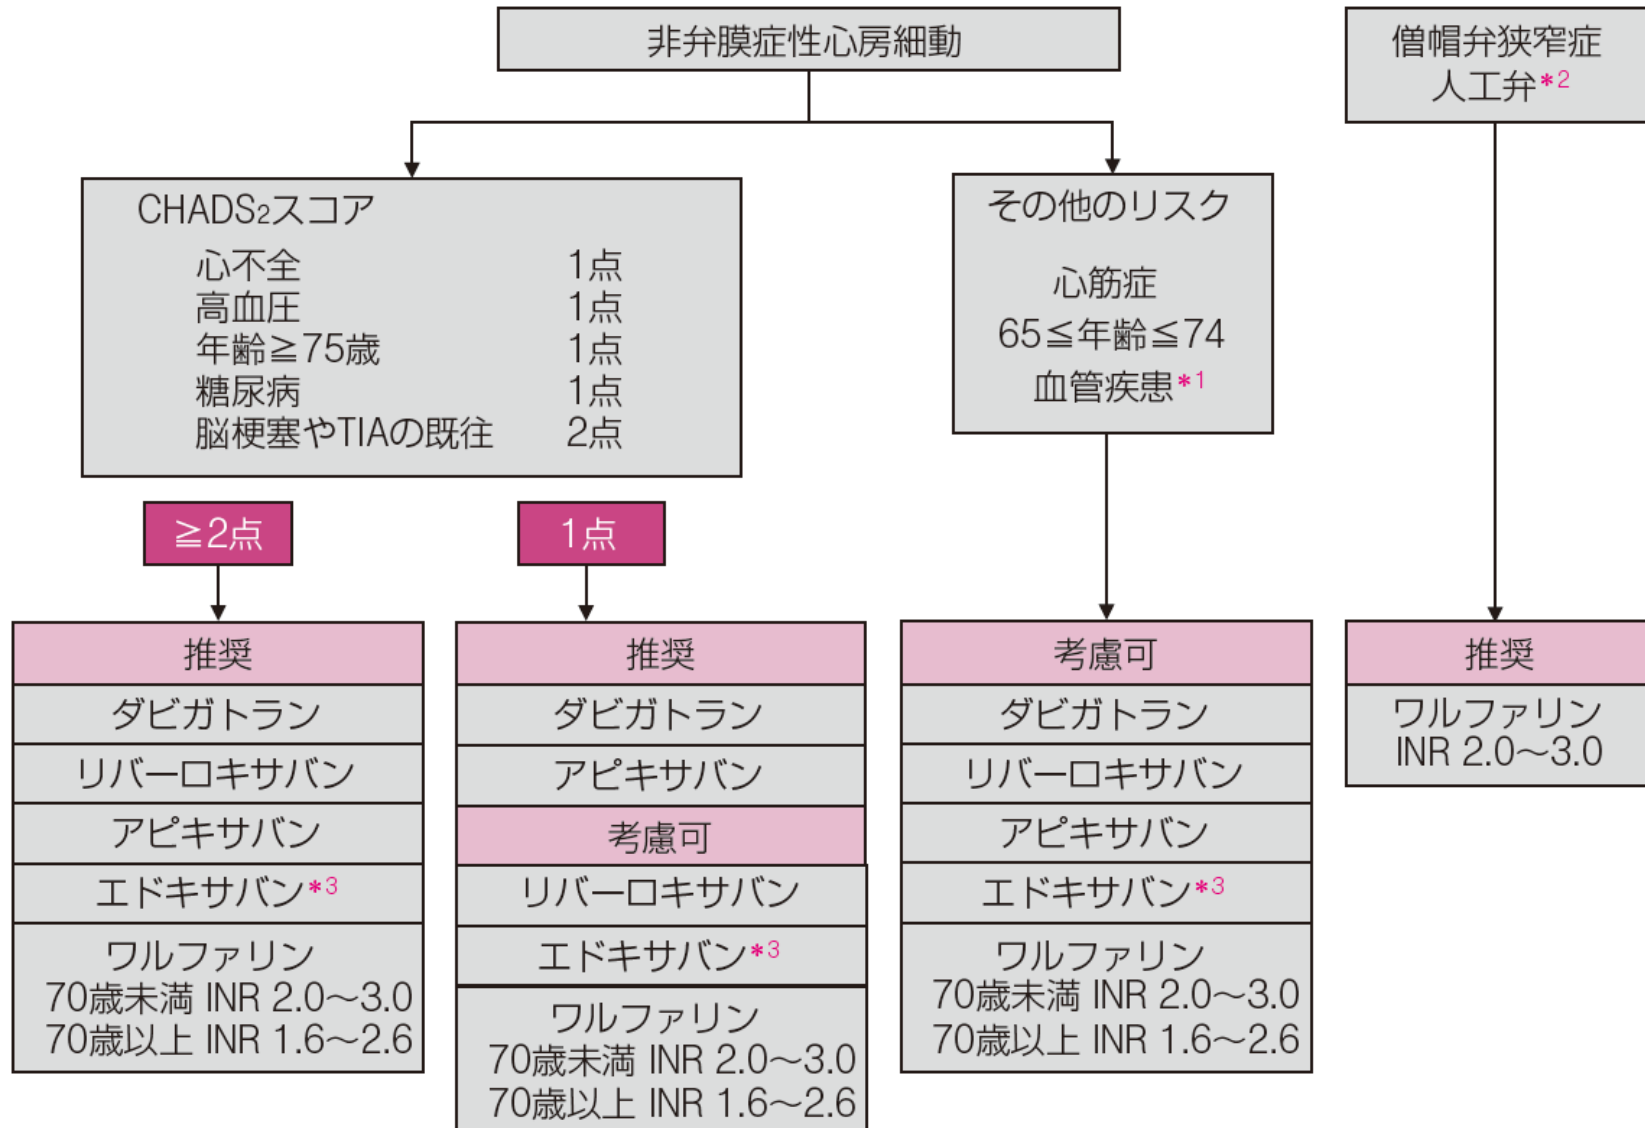 非弁膜症性心房細動
僧帽弁狭窄症
人工弁*2
CHADS2スコア
心不全 1点
高血圧 1点
年齢≧75歳 1点
糖尿病 1点
脳梗塞やTIAの既往 2点
その他のリスク
心筋症
65≦年齢≦74
血管疾患*1
≧2点
1点
推奨
ダビガトラン
リバーロキサバン
アピキサバン
エドキサバン*3
ワルファリン
70歳未満 INR 2.0〜3.0
70歳以上 INR 1.6〜2.6
推奨
ダビガトラン
アピキサバン
考慮可
リバーロキサバン
エドキサバン*3
ワルファリン
70歳未満 INR 2.0〜3.0
70歳以上 INR 1.6〜2.6
考慮可
ダビガトラン
リバーロキサバン
アピキサバン
エドキサバン*3
ワルファリン
70歳未満 INR 2.0〜3.0
70歳以上 INR 1.6〜2.6
推奨
ワルファリン
INR 2.0〜3.0